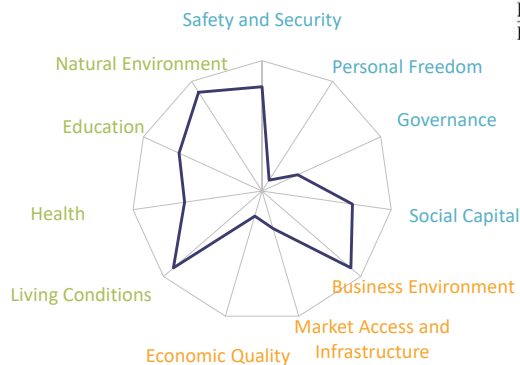 Safety and Security
Natural Environment
Personal Freedom
Education
Governance
Health
Social Capital
Living Conditions
Business Environment
Market Access and
Infrastructure
Economic Quality